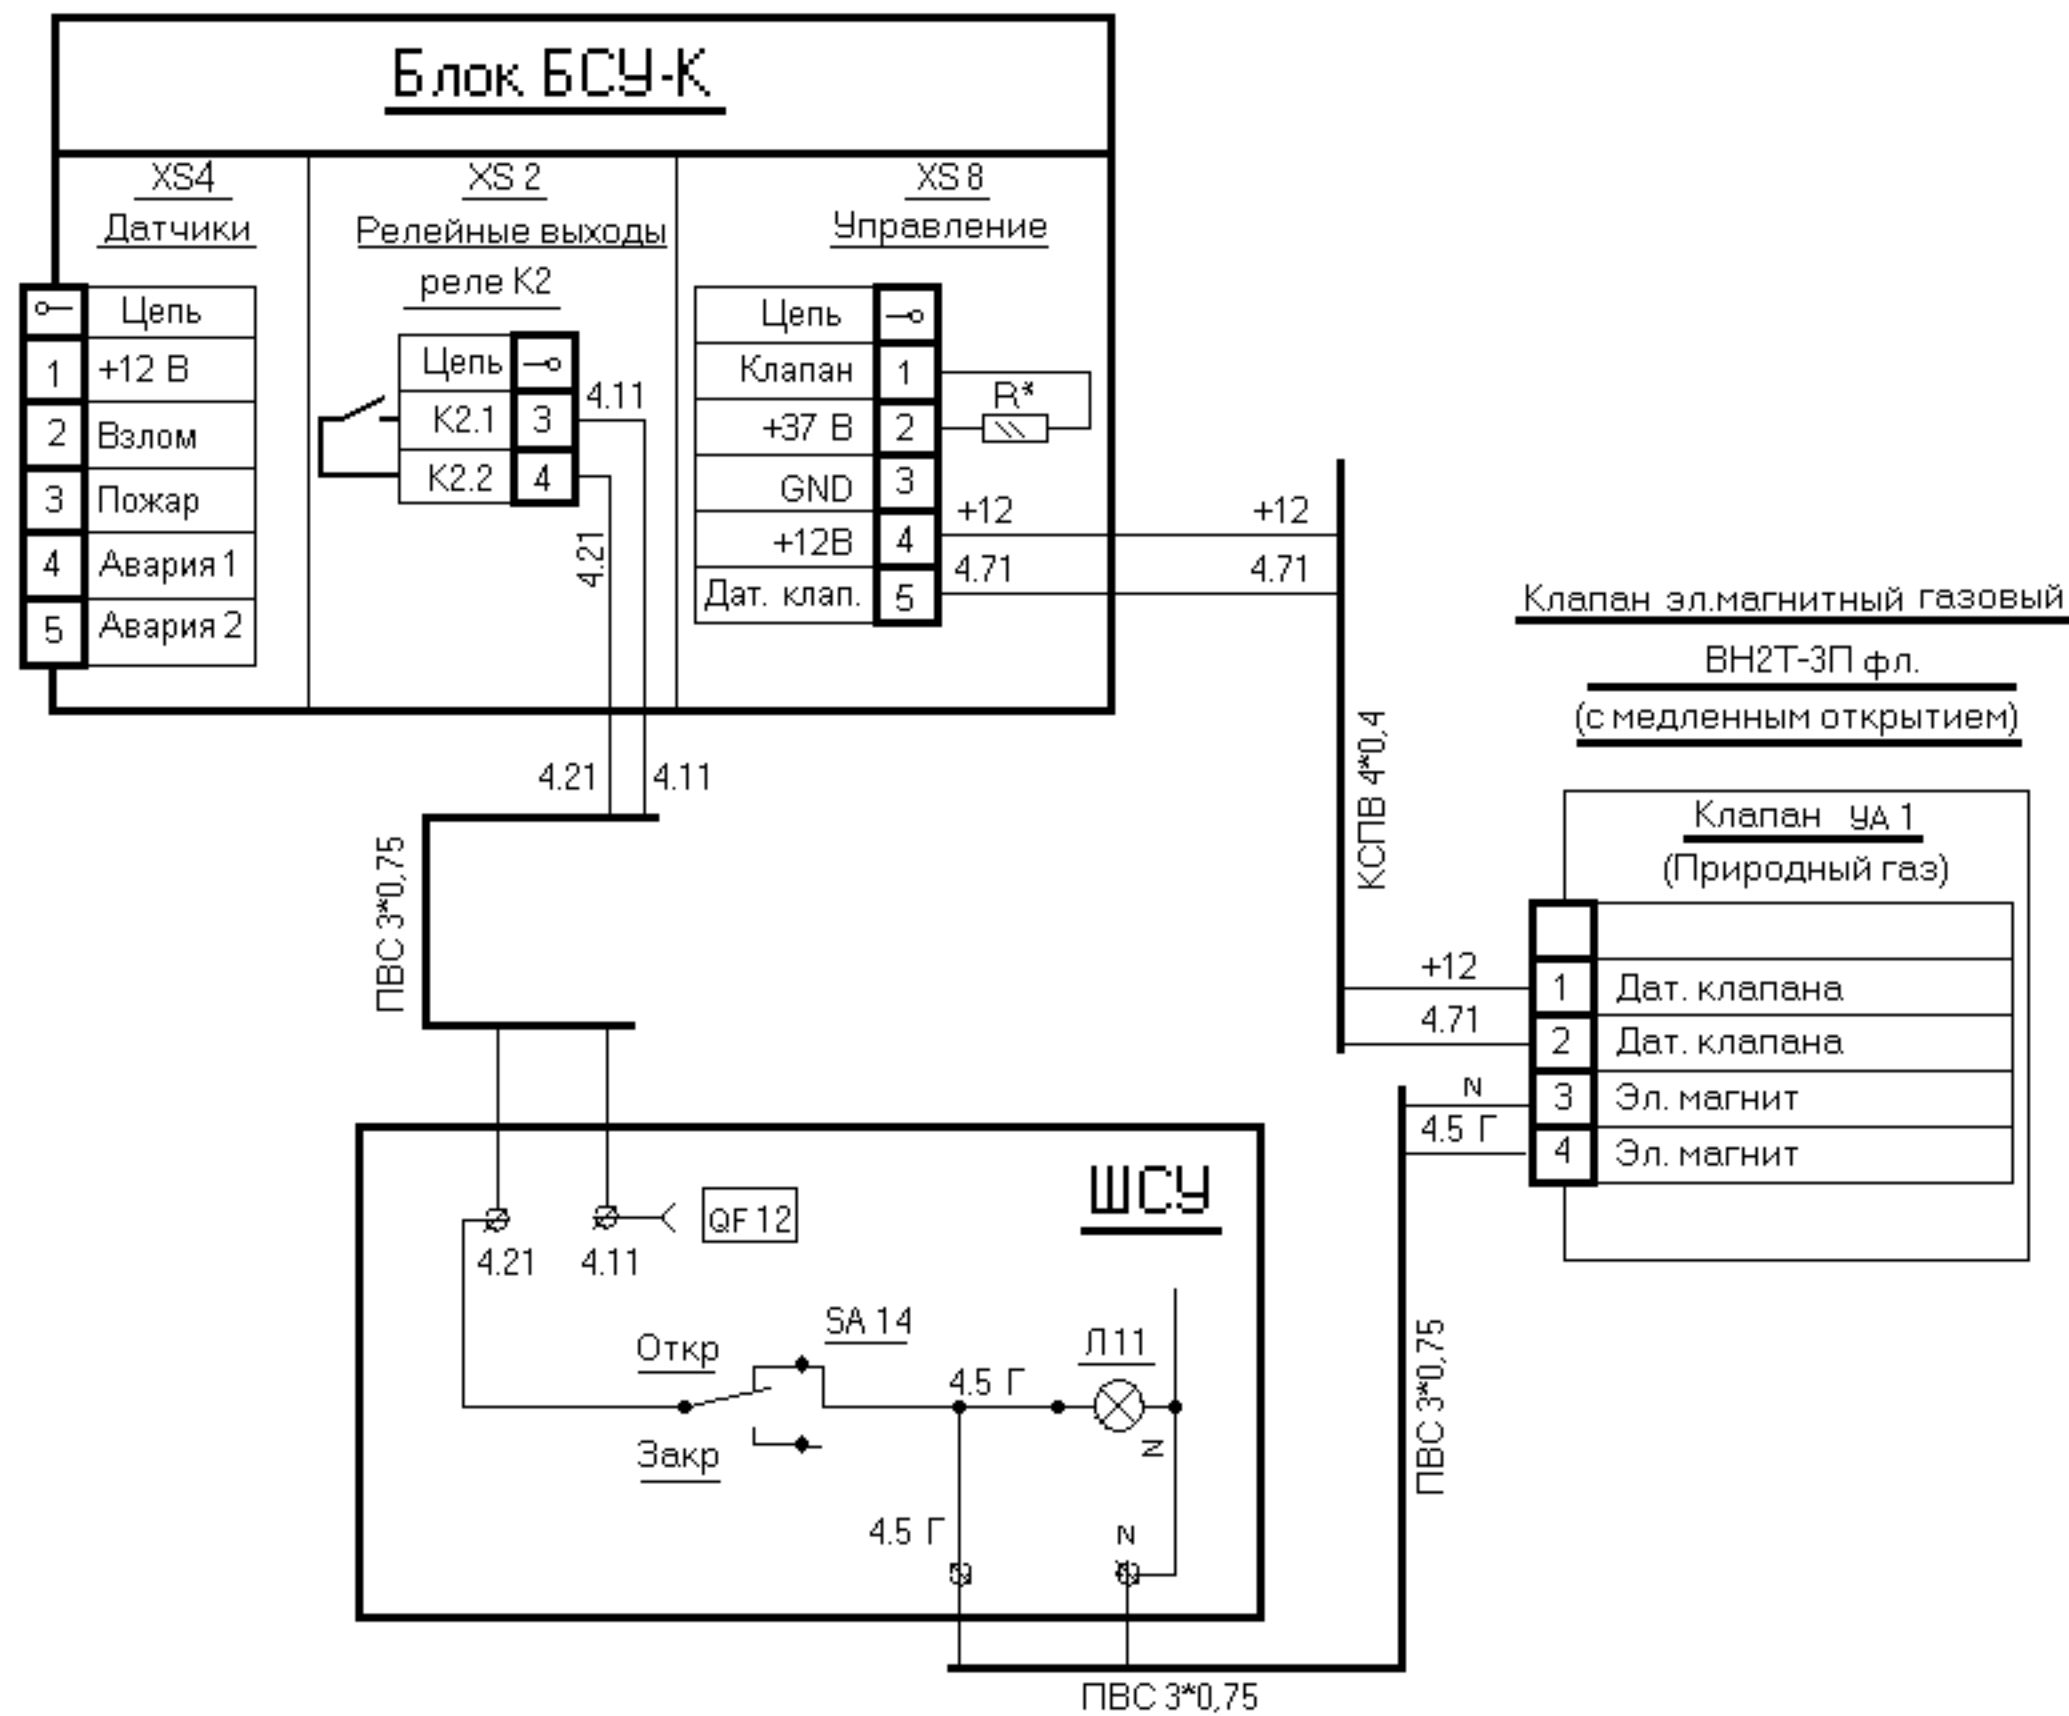 Блок БСУ-К
XS4
Датчики
Цепь
1 +12 В
2 Взлом
3 Пожар
4 Авария 1
5 Авария 2
XS 2
Релейные выходы
реле К2
Цепь
К2.1 3
К2.2 4
4.11
4.21
XS 8
Управление
Цепь
Клапан 1
+37 В 2
GND 3
+12В 4
Дат. клап. 5
R*
+12 +12
4.71 4.71
4.21 4.11
ПВС 3*0,75
КСПВ 4*0,4
Клапан эл.магнитный газовый
ВН2Т-3П фл.
(с медленным открытием)
Клапан УА 1
(Природный газ)
+12
1 Дат. клапана
4.71
2 Дат. клапана
N
3 Эл. магнит
4.5 Г
4 Эл. магнит
ШСУ
QF 12
4.21 4.11
SA 14
Откр
Закр
4.5 Г
Л 11
N
4.5 Г
N
ПВС 3*0,75
ПВС 3*0,75